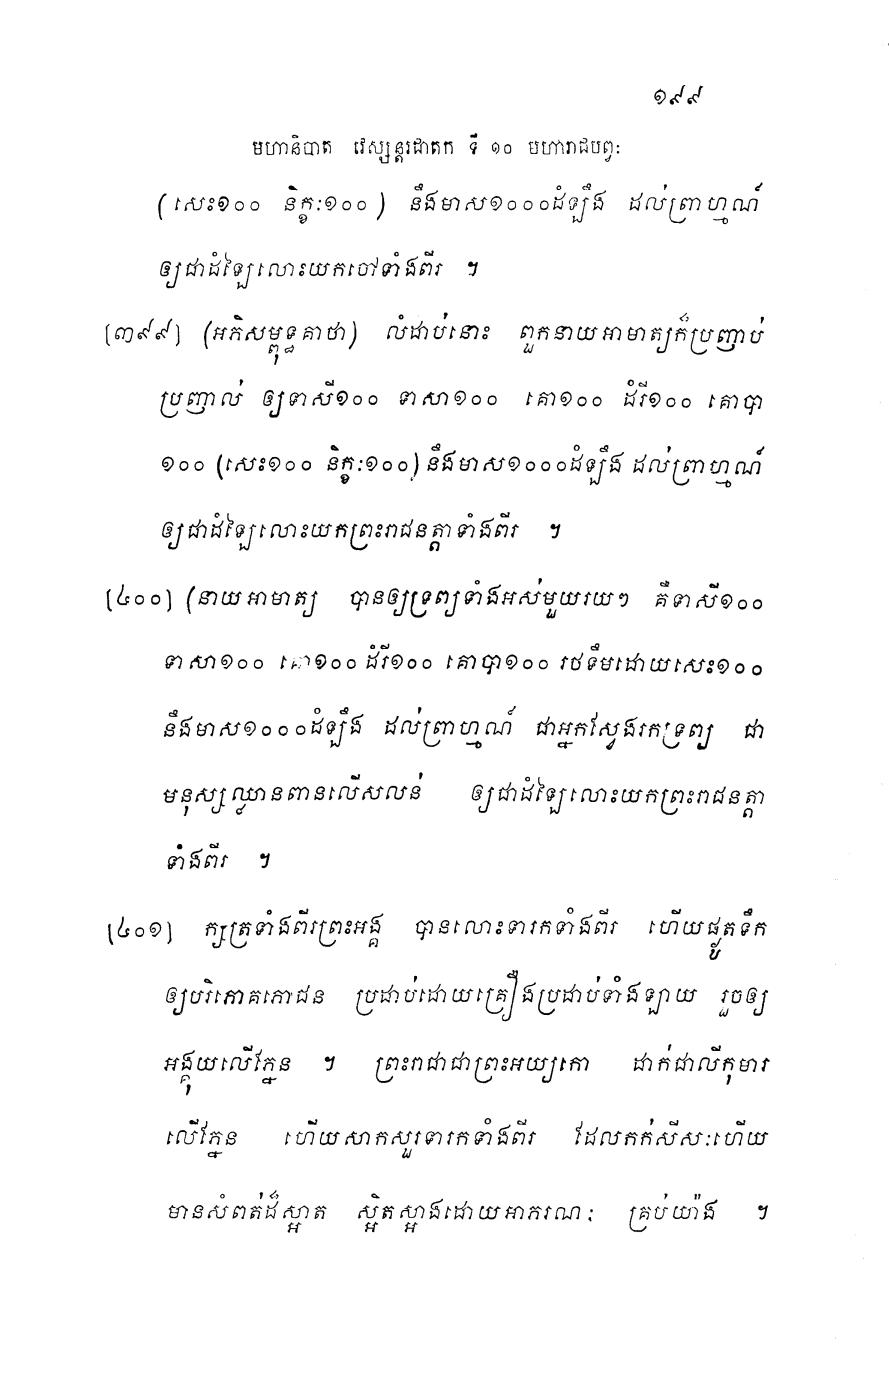 ១៩៩
មហានិបាត វេស្សន្តរជាតក ទី ១០ មហារាជបព្វៈ
(សេះ១០០ និក្ខៈ១០០) នឹងមាស១០០០ដំឡឹង ដល់ព្រាហ្មណ៍
ឲ្យជាដំឡៃលោះយកចៅទាំងពីរ ។
[៣៩៩] (អភិសម្ពុទ្ធគាថា) លំដាប់នោះ ពួកនាយអាមាត្យក៏ប្រញាប់
ប្រញាល់ ឲ្យទាសី១០០ ទាសា១០០ គោ១០០ ដំរី១០០ គោបា
១០០ (សេះ១០០ និក្ខៈ១០០) នឹងមាស១០០០ដំឡឹង ដល់ព្រាហ្មណ៍
ឲ្យជាដំឡៃលោះយកព្រះរាជនត្តាទាំងពីរ ។
[៤០០] (នាយអាមាត្យ បានឲ្យទ្រព្យទាំងអស់មួយរយៗ គឺទាសី១០០
ទាសា១០០ គោ១០០ ដំរី១០០ គោបា១០០ រថទឹមដោយសេះ១០០
នឹងមាស១០០០ដំឡឹង ដល់ព្រាហ្មណ៍ ជាអ្នកស្វែងរកទ្រព្យ ជា
មនុស្សឈ្លានពានលើសលន់ ឲ្យជាដំឡៃលោះយកព្រះរាជនត្តា
ទាំងពីរ ។
[៤០១] ក្សត្រទាំងពីរព្រះអង្គ បានលោះទារកទាំងពីរ ហើយផ្ងូតទឹក
ឲ្យបរិភោគភោជន ប្រដាប់ដោយគ្រឿងប្រដាប់ទាំងឡាយ រួចឲ្យ
អង្គុយលើភ្នែន ។ ព្រះរាជាជាព្រះអយ្យកោ ដាក់ជាលីកុមារ
លើភ្នែន ហើយសាកសួរទារកទាំងពីរ ដែលកក់សីសៈហើយ
មានសំពត់ដ៏ស្អាត ស្អិតស្អាងដោយអាភរណៈ គ្រប់យ៉ាង ។